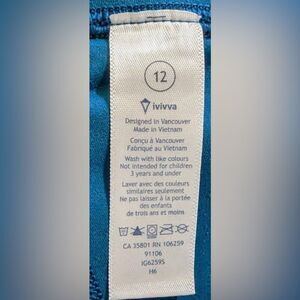 12
ivivva
Designed in Vancouver
Made in Vietnam
Conçu à Vancouver
Fabriqué au Vietnam
Wash with like colours
Not intended for children
3 years and under
Laver avec des couleurs
similaires seulement
Ne pas laisser à la portée
des enfants
de trois ans et moins
CA 35801 RN 106259
91106
IG6259S
H6